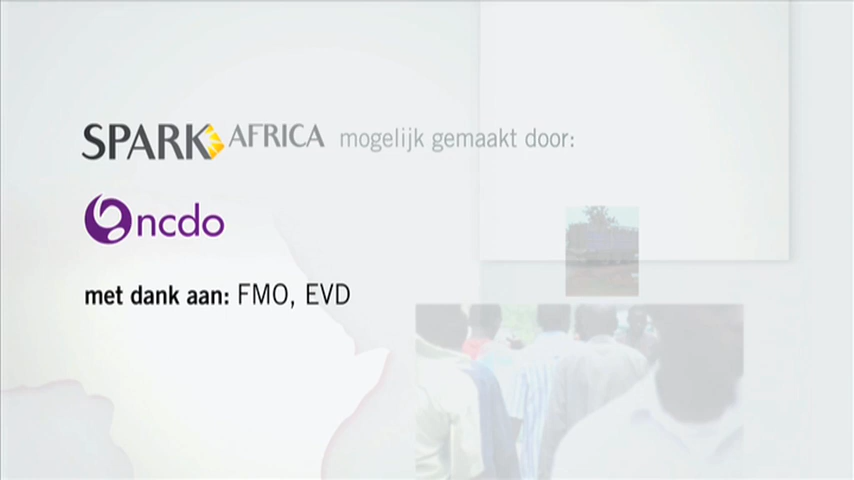 SPARK AFRICA mogelijk gemaakt door:
ncdo
met dank aan: FMO, EVD